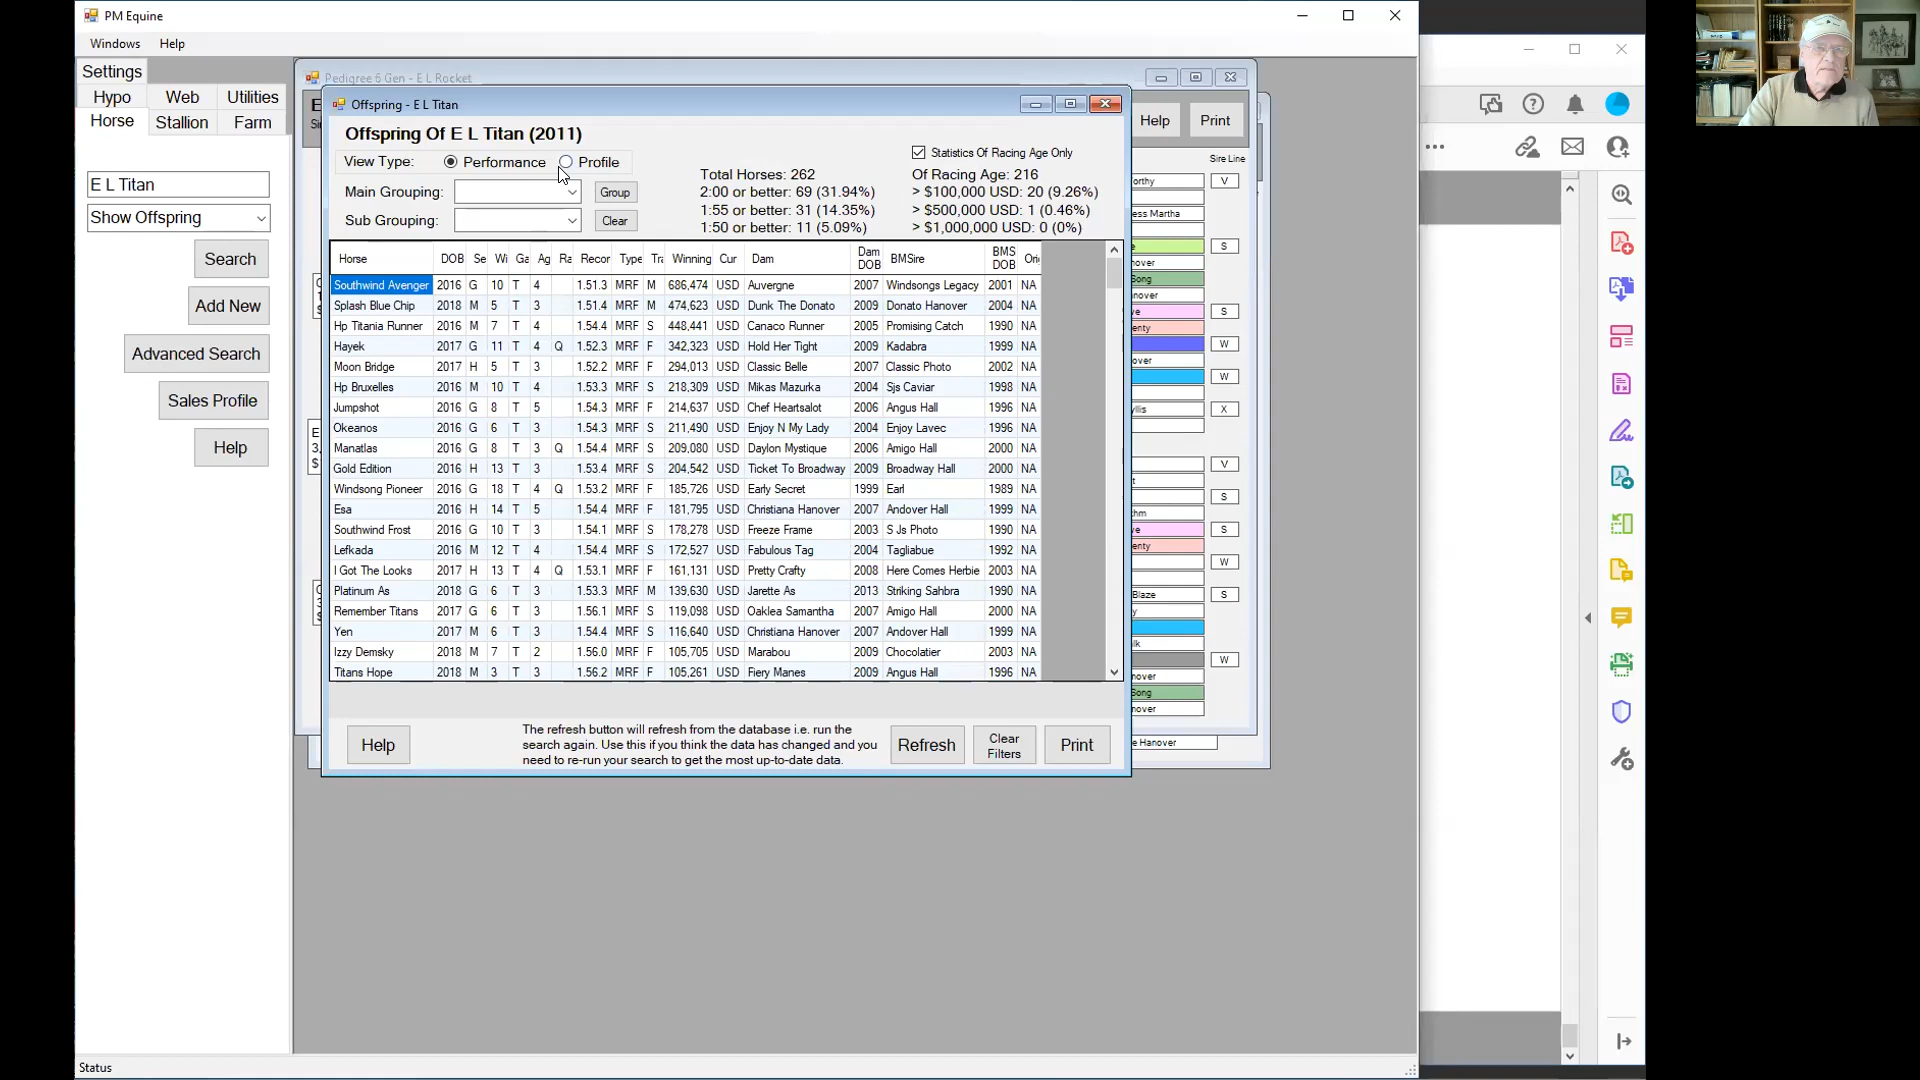 PM Equine
Windows Help
Settings
Hypo Web Utilities
Horse Stallion Farm
E L Titan
Show Offspring
Search
Add New
Advanced Search
Sales Profile
Help
Status
Pedigree 6 Gen - E L Rocket
Offspring - E L Titan
Offspring Of E L Titan (2011)
View Type: Performance Profile
Main Grouping: Group
Sub Grouping: Clear
Total Horses: 262
2:00 or better: 69 (31.94%)
1:55 or better: 31 (14.35%)
1:50 or better: 11 (5.09%)
Statistics Of Racing Age Only
Of Racing Age: 216
> $100,000 USD: 20 (9.26%)
> $500,000 USD: 1 (0.46%)
> $1,000,000 USD: 0 (0%)
Horse DOB Se Wi Ga Ag Ra Recor Type Tra Winning Cur Dam Dam DOB BMSire BMS DOB Ori
Southwind Avenger 2016 G 10 T 4 1.51.3 MRF M 686,474 USD Auvergne 2007 Windsongs Legacy 2001 NA
Splash Blue Chip 2018 M 5 T 3 1.51.4 MRF M 474,623 USD Dunk The Donato 2009 Donato Hanover 2004 NA
Hp Titania Runner 2016 M 7 T 4 1.54.4 MRF S 448,441 USD Canaco Runner 2005 Promising Catch 1990 NA
Hayek 2017 G 11 T 4 Q 1.52.3 MRF F 342,323 USD Hold Her Tight 2009 Kadabra 1999 NA
Moon Bridge 2017 H 5 T 3 1.52.2 MRF F 294,013 USD Classic Belle 2007 Classic Photo 2002 NA
Hp Bruxelles 2016 M 10 T 4 1.53.3 MRF S 218,309 USD Mikas Mazurka 2004 Sjs Caviar 1998 NA
Jumpshot 2016 G 8 T 5 1.54.3 MRF F 214,637 USD Chef Heartsalot 2006 Angus Hall 1996 NA
Okeanos 2016 G 6 T 3 1.54.3 MRF S 211,490 USD Enjoy N My Lady 2004 Enjoy Lavec 1996 NA
Manatlas 2016 G 8 T 3 Q 1.54.4 MRF S 209,080 USD Daylon Mystique 2006 Amigo Hall 2000 NA
Gold Edition 2016 H 13 T 3 1.53.4 MRF S 204,542 USD Ticket To Broadway 2009 Broadway Hall 2000 NA
Windsong Pioneer 2016 G 18 T 4 Q 1.53.2 MRF F 185,726 USD Early Secret 1999 Earl 1989 NA
Esa 2016 H 14 T 5 1.54.4 MRF F 181,795 USD Christiana Hanover 2007 Andover Hall 1999 NA
Southwind Frost 2016 G 10 T 3 1.54.1 MRF S 178,278 USD Freeze Frame 2003 S Js Photo 1990 NA
Lefkada 2016 M 12 T 4 1.54.4 MRF S 172,527 USD Fabulous Tag 2004 Tagliabue 1992 NA
I Got The Looks 2017 H 13 T 4 Q 1.53.1 MRF F 161,131 USD Pretty Crafty 2008 Here Comes Herbie 2003 NA
Platinum As 2018 G 6 T 3 1.53.3 MRF M 139,630 USD Jarette As 2013 Striking Sahbra 1990 NA
Remember Titans 2017 G 6 T 3 1.56.1 MRF S 119,098 USD Oaklea Samantha 2007 Amigo Hall 2000 NA
Yen 2017 M 6 T 3 1.54.4 MRF S 116,640 USD Christiana Hanover 2007 Andover Hall 1999 NA
Izzy Demsky 2018 M 7 T 2 1.56.0 MRF F 105,705 USD Marabou 2009 Chocolatier 2003 NA
Titans Hope 2018 M 3 T 3 1.56.2 MRF F 105,261 USD Fiery Manes 2009 Angus Hall 1996 NA
Help
The refresh button will refresh from the database i.e. run the
search again. Use this if you think the data has changed and you
need to re-run your search to get the most up-to-date data.
Refresh
Clear Filters
Print
Help Print
Sire Line
orthy V
ess Martha
S
nover
Song
anover
ve S
enty
W
over
W
yllis X
V
t
S
thm
ve S
enty
W
Blaze S
y
lk
W
nover
Song
nover
e Hanover